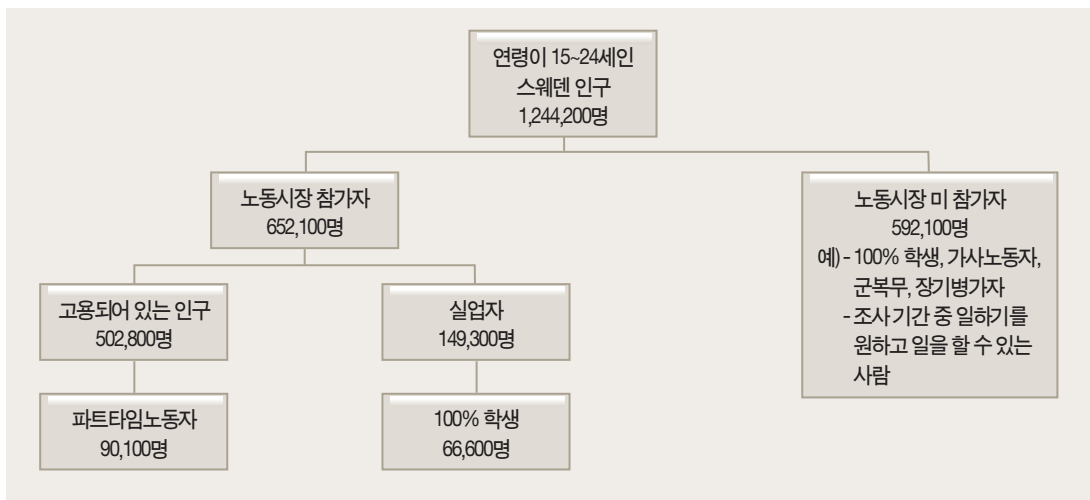 연령이 15~24세인
스웨덴 인구
1,244,200명
노동시장 참가자
652,100명
노동시장 미 참가자
592,100명
예) - 100% 학생, 가사노동자,
군복무, 장기병가자
- 조사 기간 중 일하기를
원하고 일을 할 수 있는
사람
고용되어 있는 인구
502,800명
실업자
149,300명
파트타임노동자
90,100명
100% 학생
66,600명